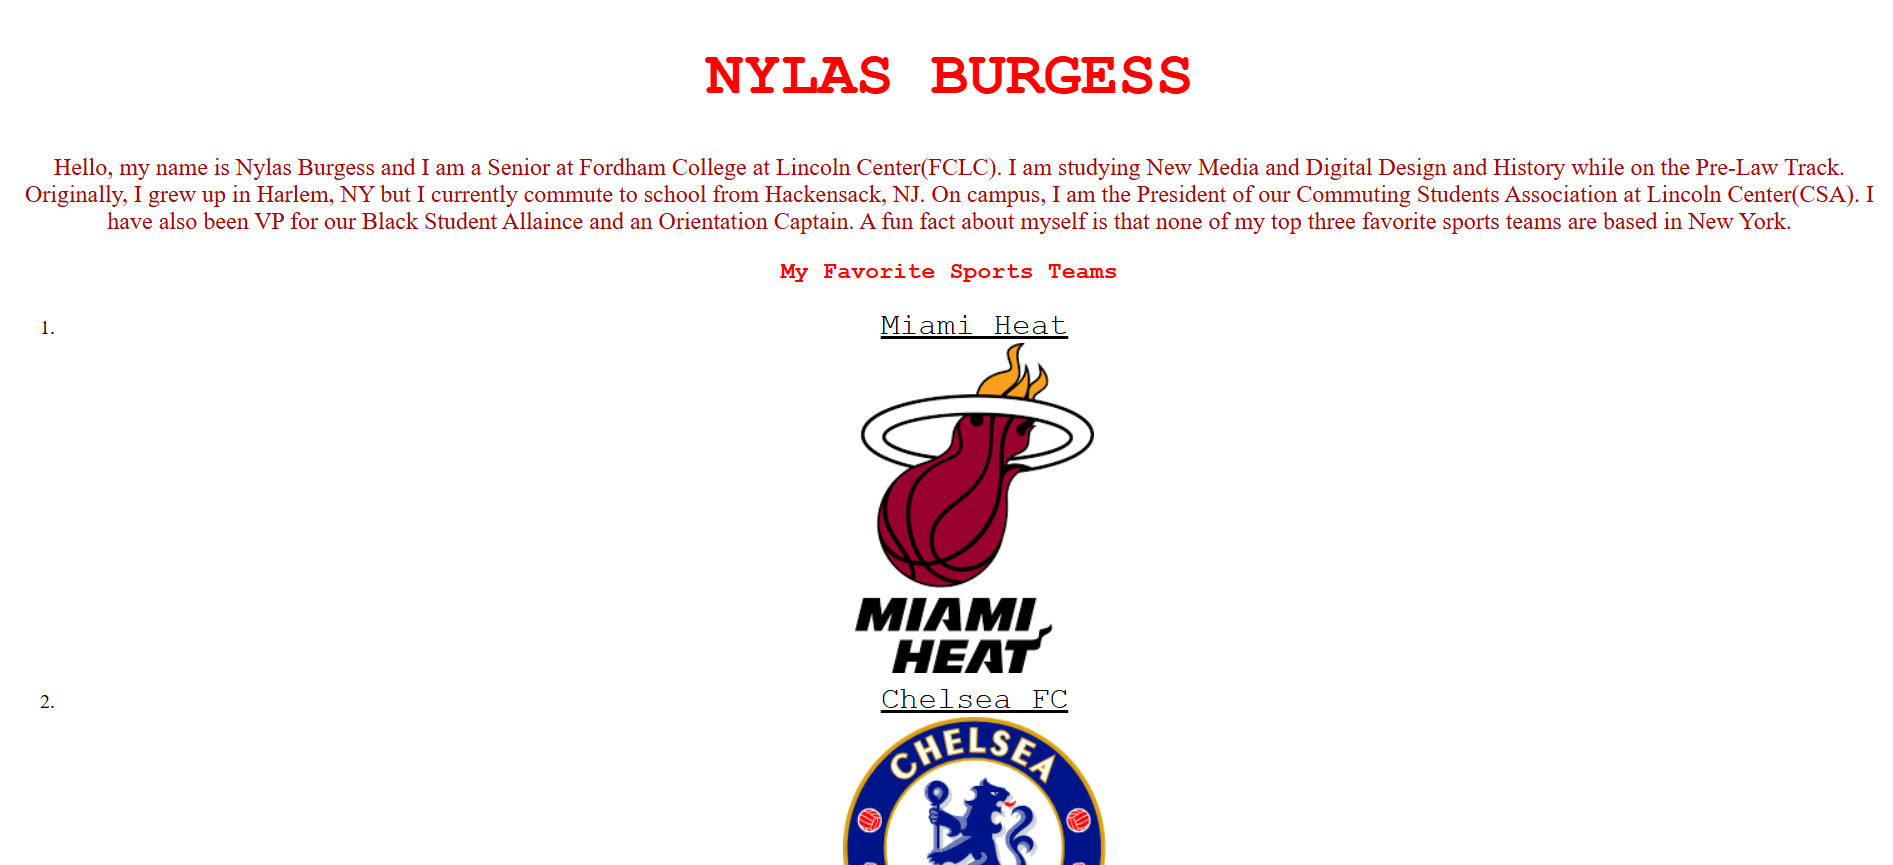 NYLAS BURGESS
Hello, my name is Nylas Burgess and I am a Senior at Fordham College at Lincoln Center(FCLC). I am studying New Media and Digital Design and History while on the Pre-Law Track.
Originally, I grew up in Harlem, NY but I currently commute to school from Hackensack, NJ. On campus, I am the President of our Commuting Students Association at Lincoln Center(CSA). I
have also been VP for our Black Student Allaince and an Orientation Captain. A fun fact about myself is that none of my top three favorite sports teams are based in New York.
My Favorite Sports Teams
1. Miami Heat
MIAMI
HEAT
2. Chelsea FC
CHELSEA